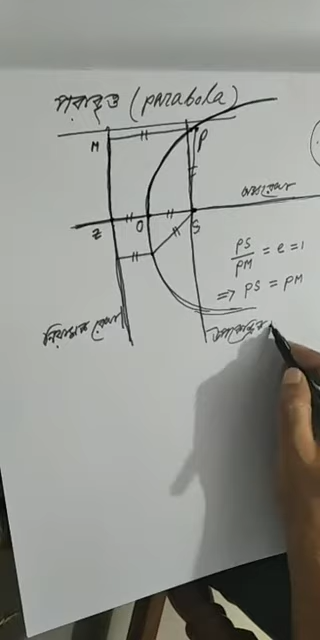 পরাবৃত্ত (parabola)
M
P
অক্ষরেখা
Z
O
S
PS/PM = e = 1
⇒ PS = PM
নিয়ামক রেখা